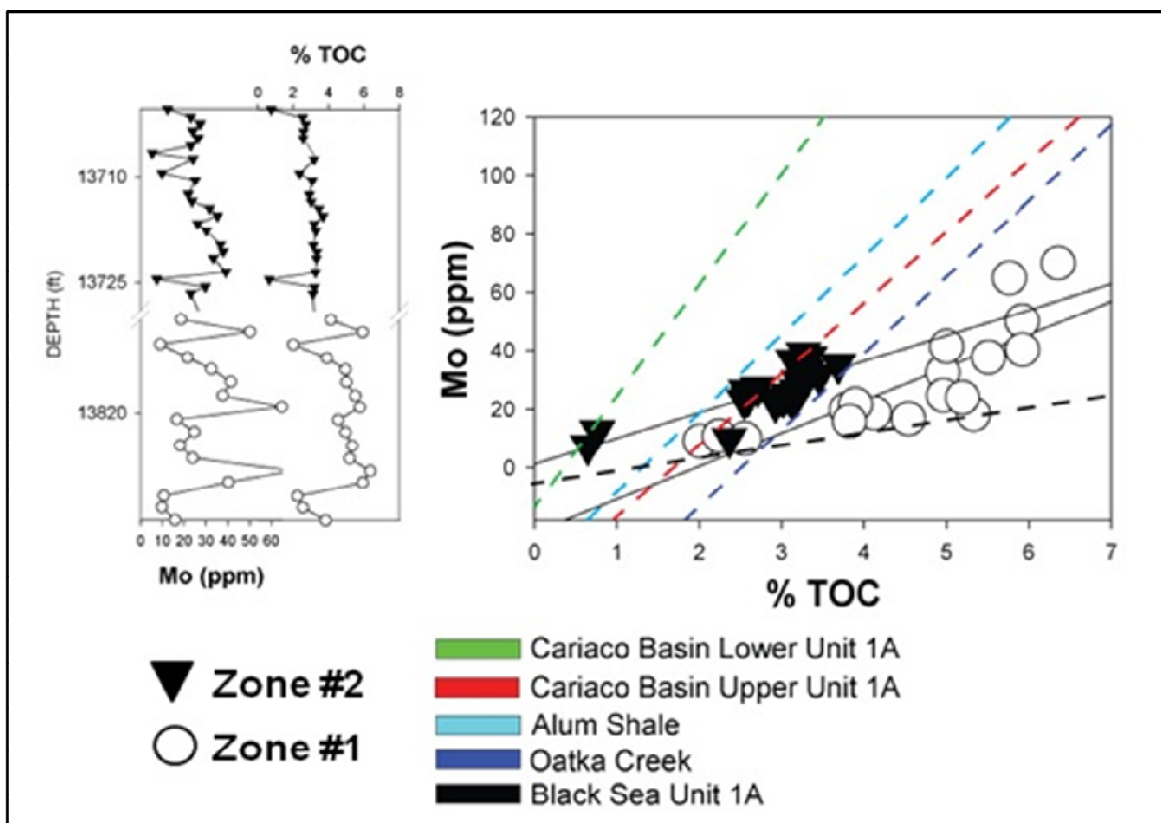 % TOC
0 2 4 6 8
13710
13725
13820
DEPTH (ft)
0 10 20 30 40 50 60
Mo (ppm)
120
100
80
60
40
20
0
Mo (ppm)
0 1 2 3 4 5 6 7
% TOC
Zone #2
Zone #1
Cariaco Basin Lower Unit 1A
Cariaco Basin Upper Unit 1A
Alum Shale
Oatka Creek
Black Sea Unit 1A